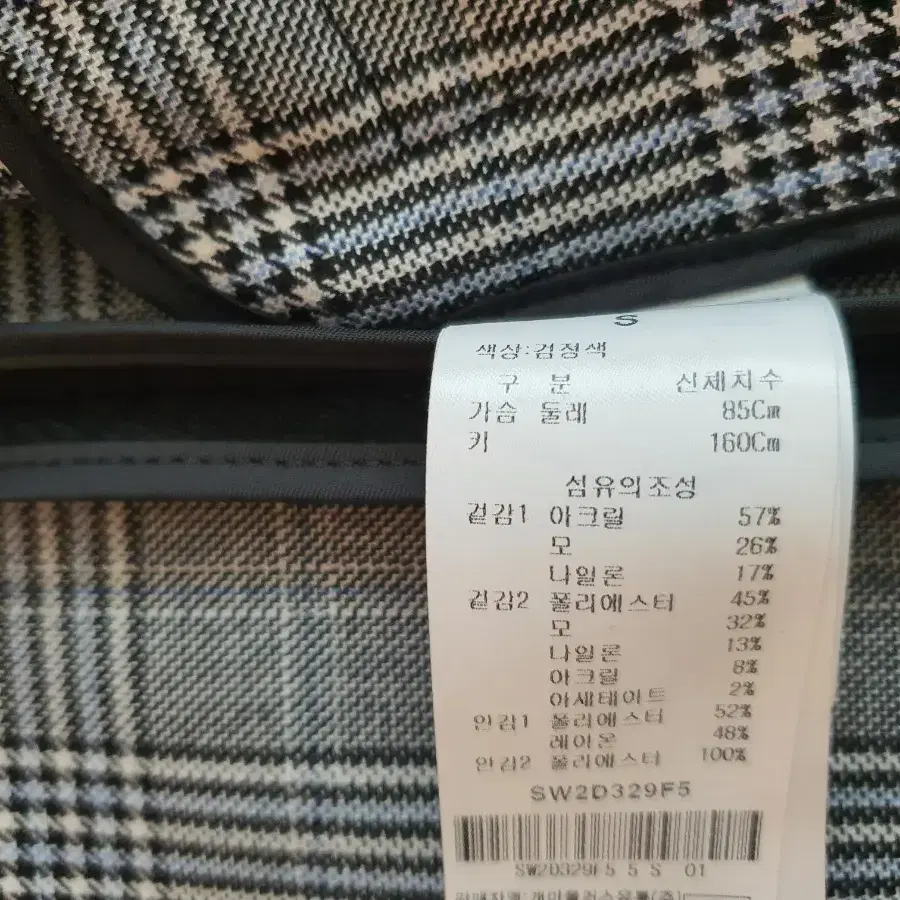 S
색상:검정색
구 분 신체치수
가슴 둘레 85Cm
키 160Cm
섬유의조성
겉감1 아크릴 57%
모 26%
나일론 17%
겉감2 폴리에스터 45%
모 32%
나일론 13%
아크릴 8%
아세테이트 2%
안감1 폴리에스터 52%
레이온 48%
안감2 폴리에스터 100%
SW2D329F5
SW2D329F5 5 S 01